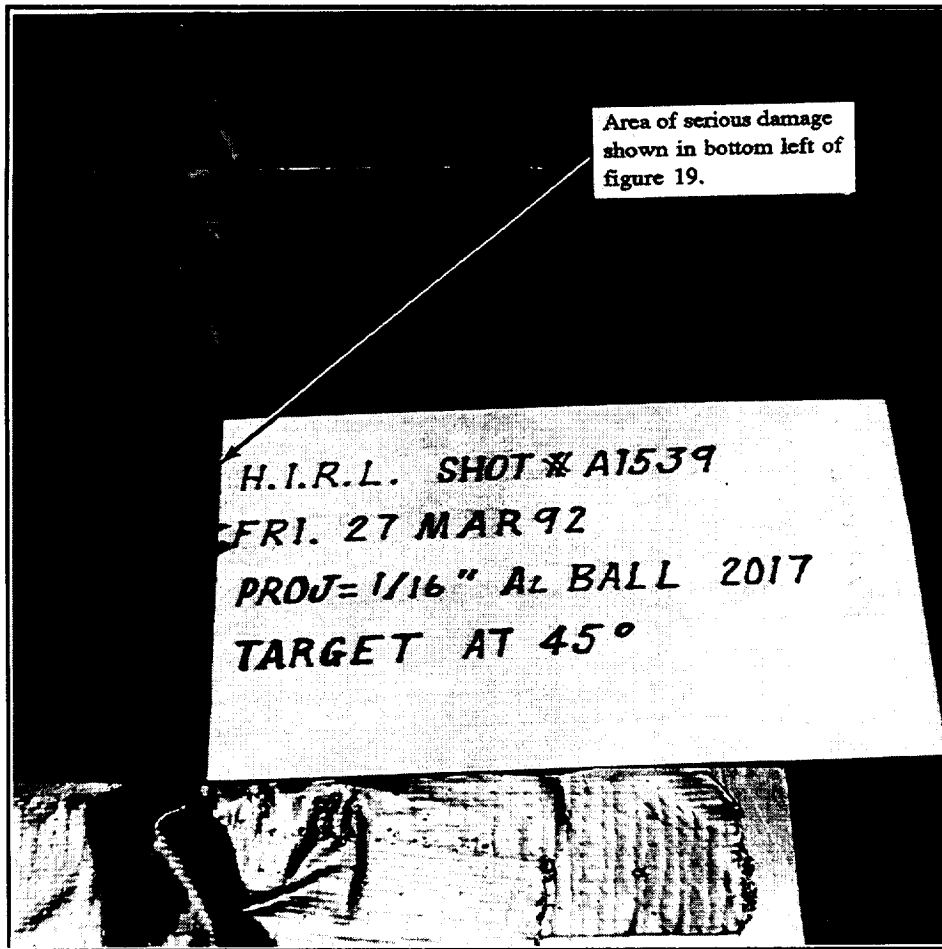 Area of serious damage
shown in bottom left of
figure 19.
H.I.R.L. SHOT # A1539
FRI. 27 MAR 92
PROJ= 1/16" AL BALL 2017
TARGET AT 45°